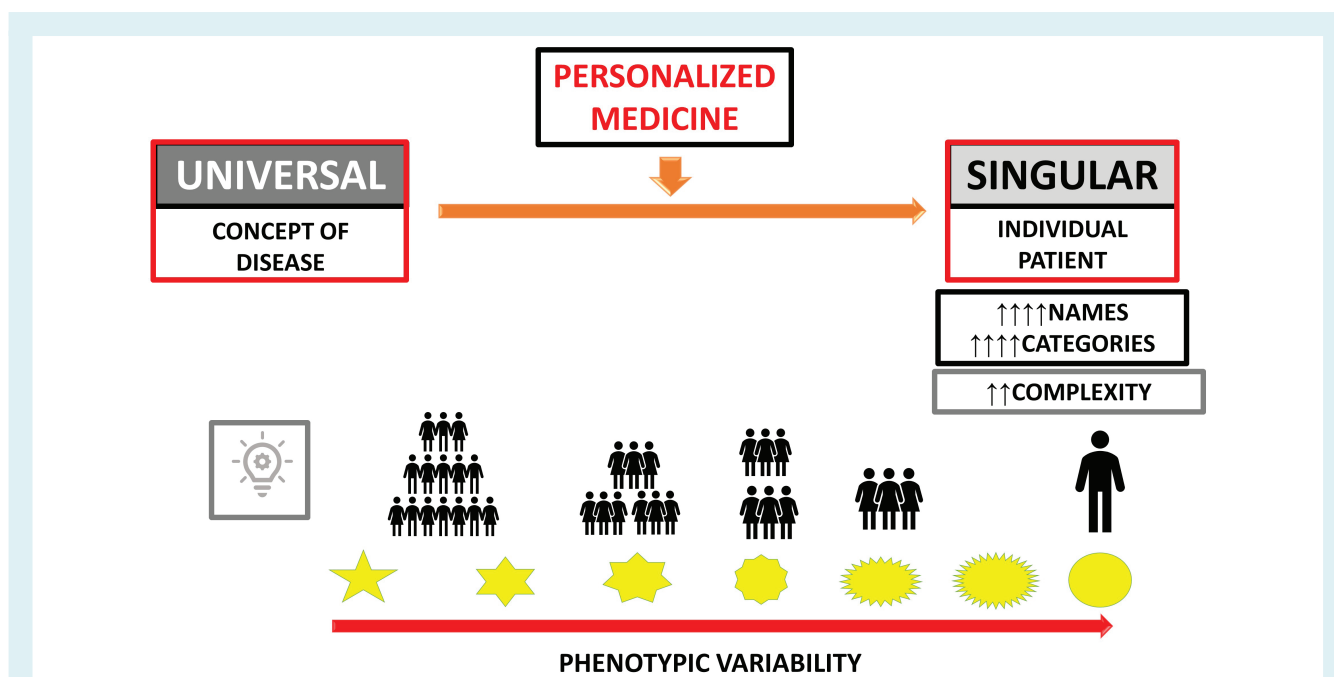 PERSONALIZED
MEDICINE
UNIVERSAL
CONCEPT OF
DISEASE
SINGULAR
INDIVIDUAL
PATIENT
↑↑↑↑NAMES
↑↑↑↑CATEGORIES
↑↑COMPLEXITY
PHENOTYPIC VARIABILITY